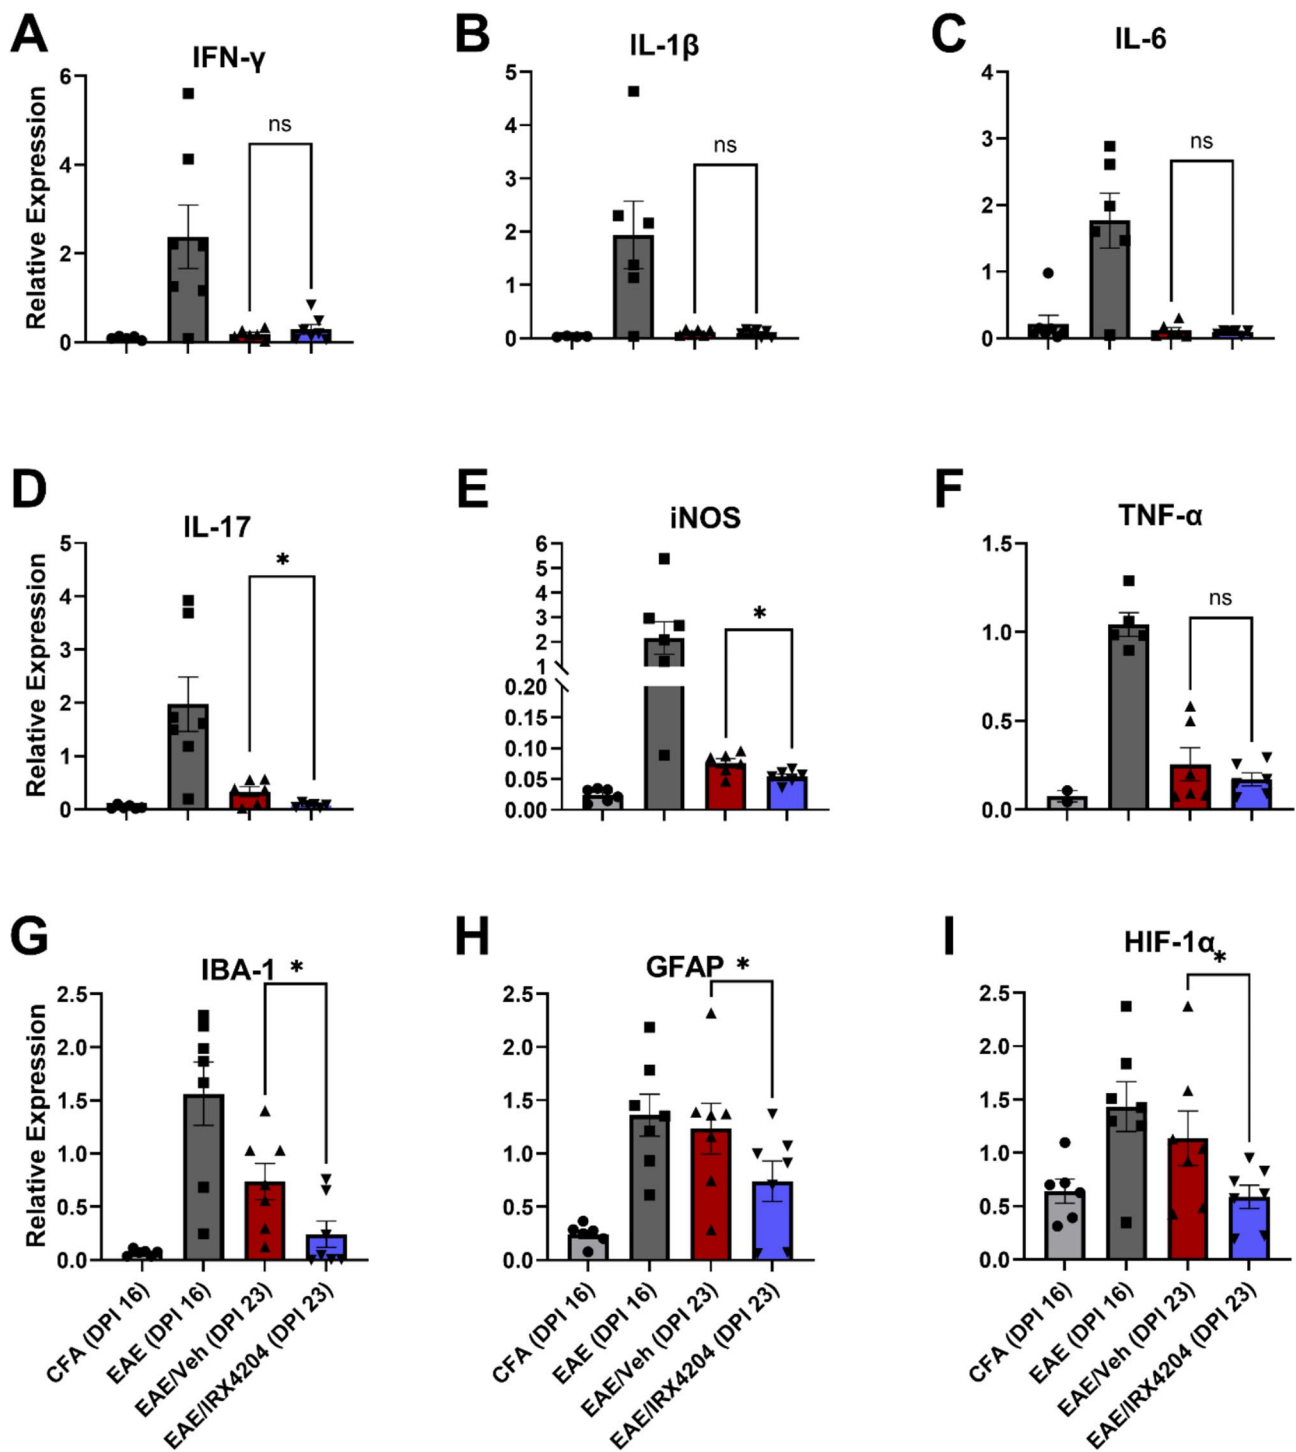 A
IFN-γ
Relative Expression
6
4
2
0
ns
B
IL-1β
5
4
3
2
1
0
ns
C
IL-6
4
3
2
1
0
ns
D
IL-17
Relative Expression
5
4
3
2
1
0
*
E
iNOS
6
5
4
3
2
1
0.20
0.15
0.10
0.05
0.00
*
F
TNF-α
1.5
1.0
0.5
0.0
ns
G
IBA-1
Relative Expression
2.5
2.0
1.5
1.0
0.5
0.0
*
CFA (DPI 16)
EAE (DPI 16)
EAE/Veh (DPI 23)
EAE/IRX4204 (DPI 23)
H
GFAP
2.5
2.0
1.5
1.0
0.5
0.0
*
CFA (DPI 16)
EAE (DPI 16)
EAE/Veh (DPI 23)
EAE/IRX4204 (DPI 23)
I
HIF-1α
2.5
2.0
1.5
1.0
0.5
0.0
*
CFA (DPI 16)
EAE (DPI 16)
EAE/Veh (DPI 23)
EAE/IRX4204 (DPI 23)